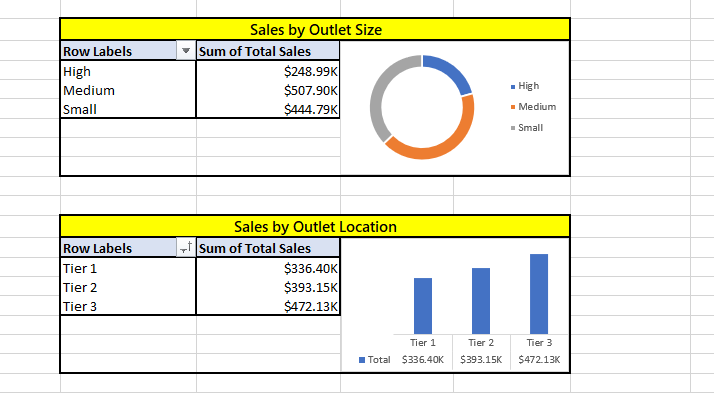 Sales by Outlet Size
Row Labels Sum of Total Sales
High $248.99K
Medium $507.90K
Small $444.79K
High
Medium
Small
Sales by Outlet Location
Row Labels Sum of Total Sales
Tier 1 $336.40K
Tier 2 $393.15K
Tier 3 $472.13K
Tier 1 Tier 2 Tier 3
Total $336.40K $393.15K $472.13K